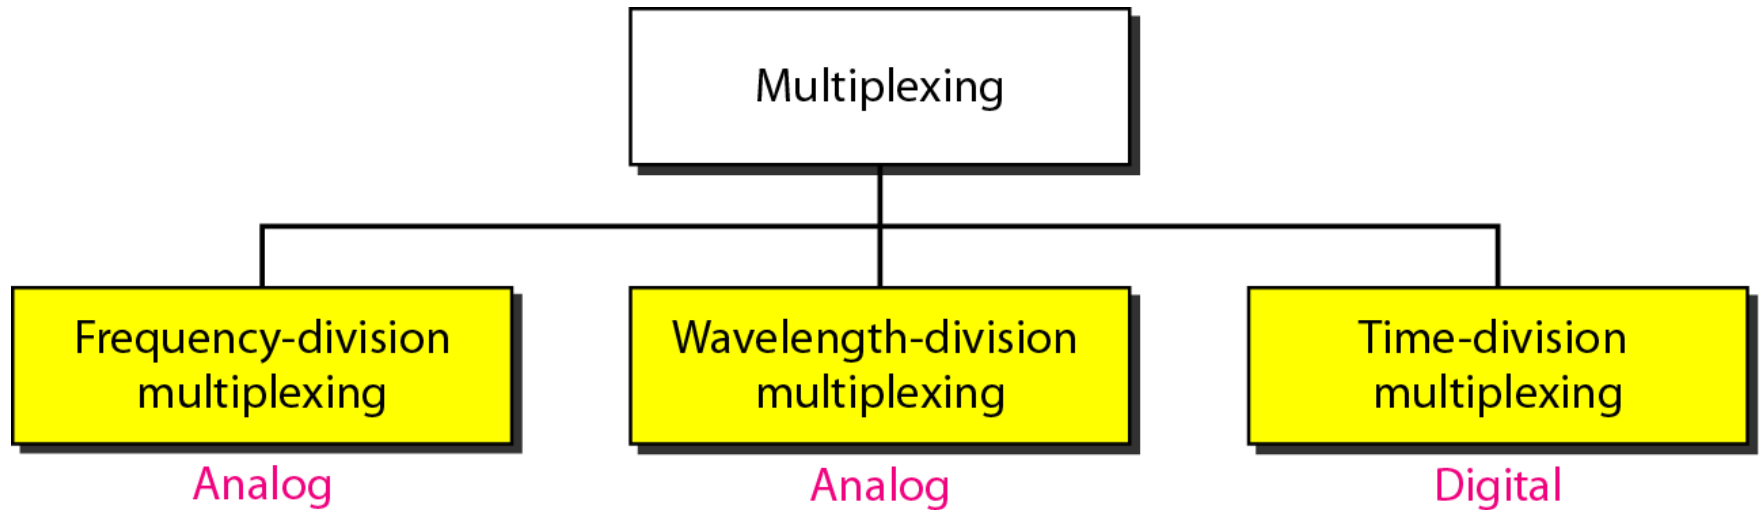 Multiplexing
Frequency-division
multiplexing
Wavelength-division
multiplexing
Time-division
multiplexing
Analog
Analog
Digital